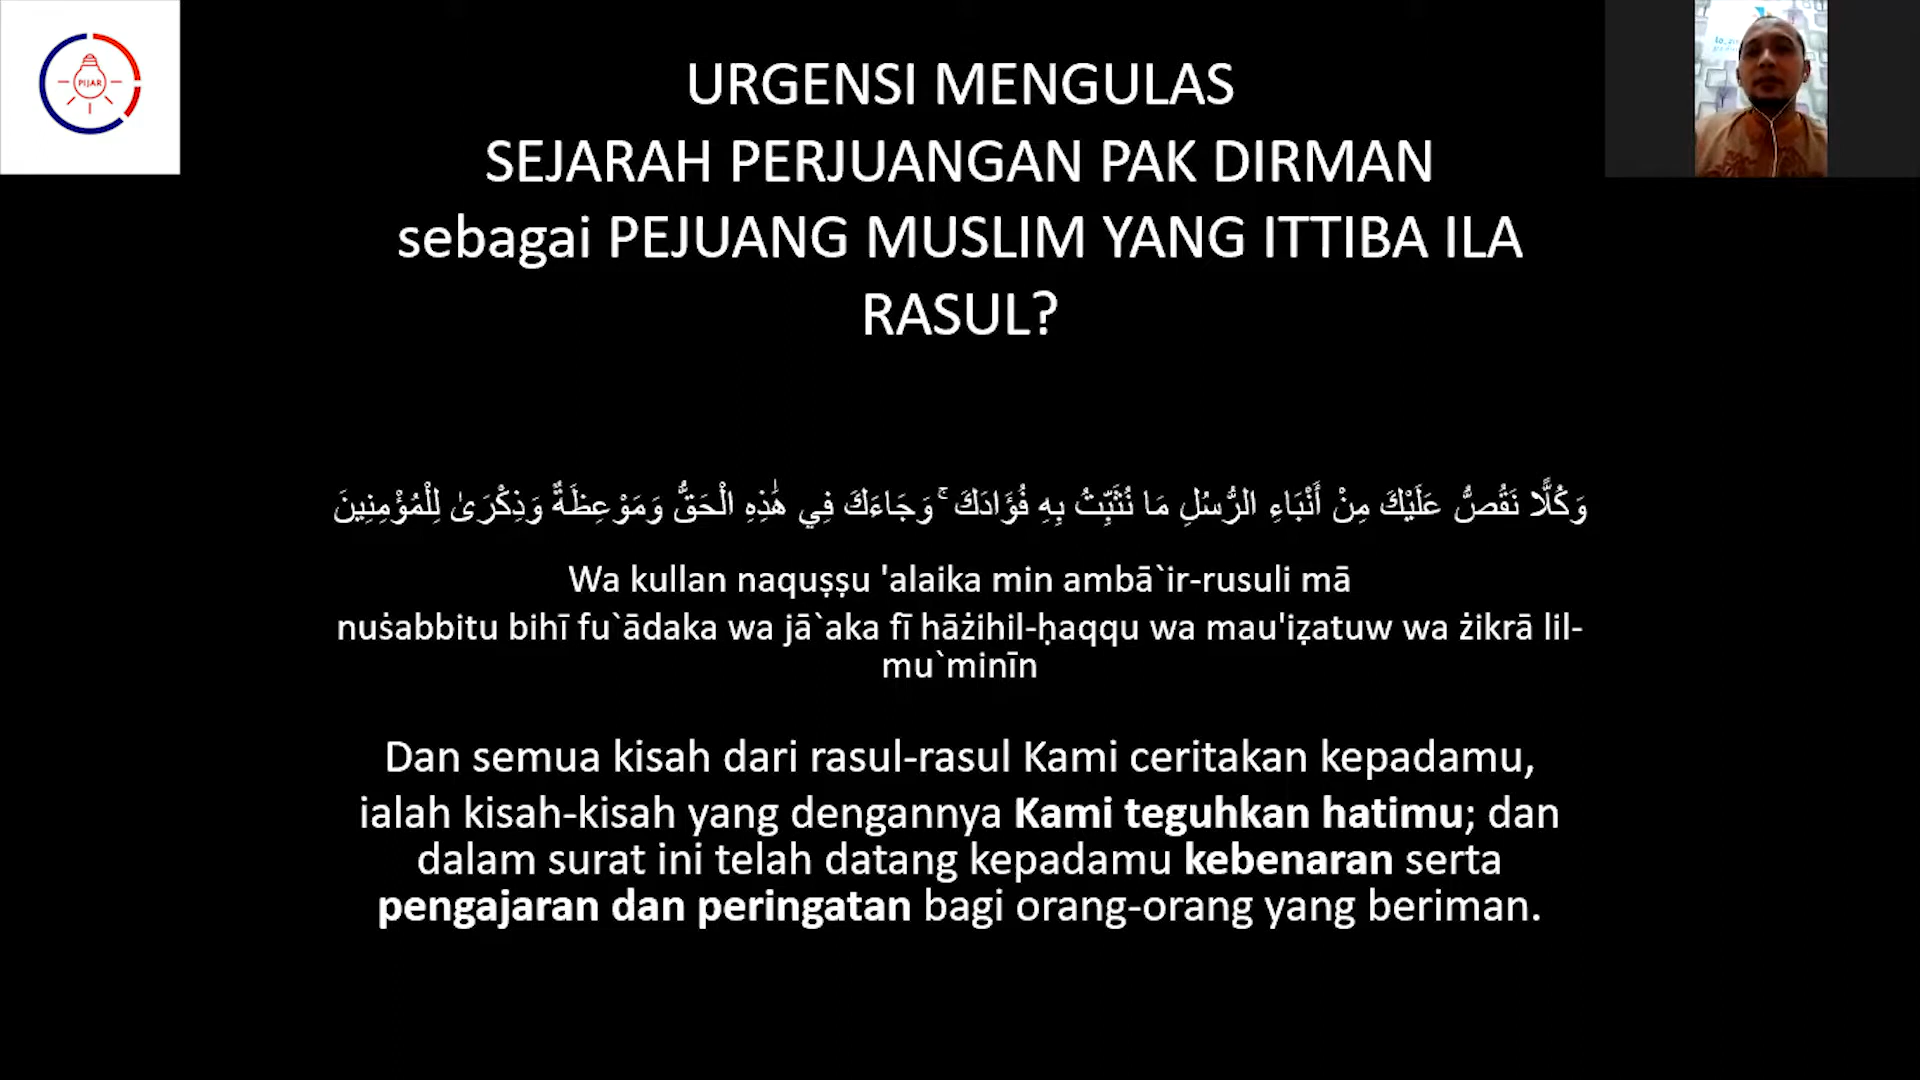 PIJAR
URGENSI MENGULAS
SEJARAH PERJUANGAN PAK DIRMAN
sebagai PEJUANG MUSLIM YANG ITTIBA ILA
RASUL?
وَكُلًّا نَقُصُّ عَلَيْكَ مِنْ أَنْبَاءِ الرُّسُلِ مَا نُثَبِّتُ بِهِ فُؤَادَكَ ۚ وَجَاءَكَ فِي هَٰذِهِ الْحَقُّ وَمَوْعِظَةٌ وَذِكْرَىٰ لِلْمُؤْمِنِينَ
Wa kullan naquṣṣu 'alaika min ambā`ir-rusuli mā
nuṡabbitu bihī fu`ādaka wa jā`aka fī hāżihil-ḥaqqu wa mau'iẓatuw wa żikrā lil-
mu`minīn
Dan semua kisah dari rasul-rasul Kami ceritakan kepadamu,
ialah kisah-kisah yang dengannya Kami teguhkan hatimu; dan
dalam surat ini telah datang kepadamu kebenaran serta
pengajaran dan peringatan bagi orang-orang yang beriman.